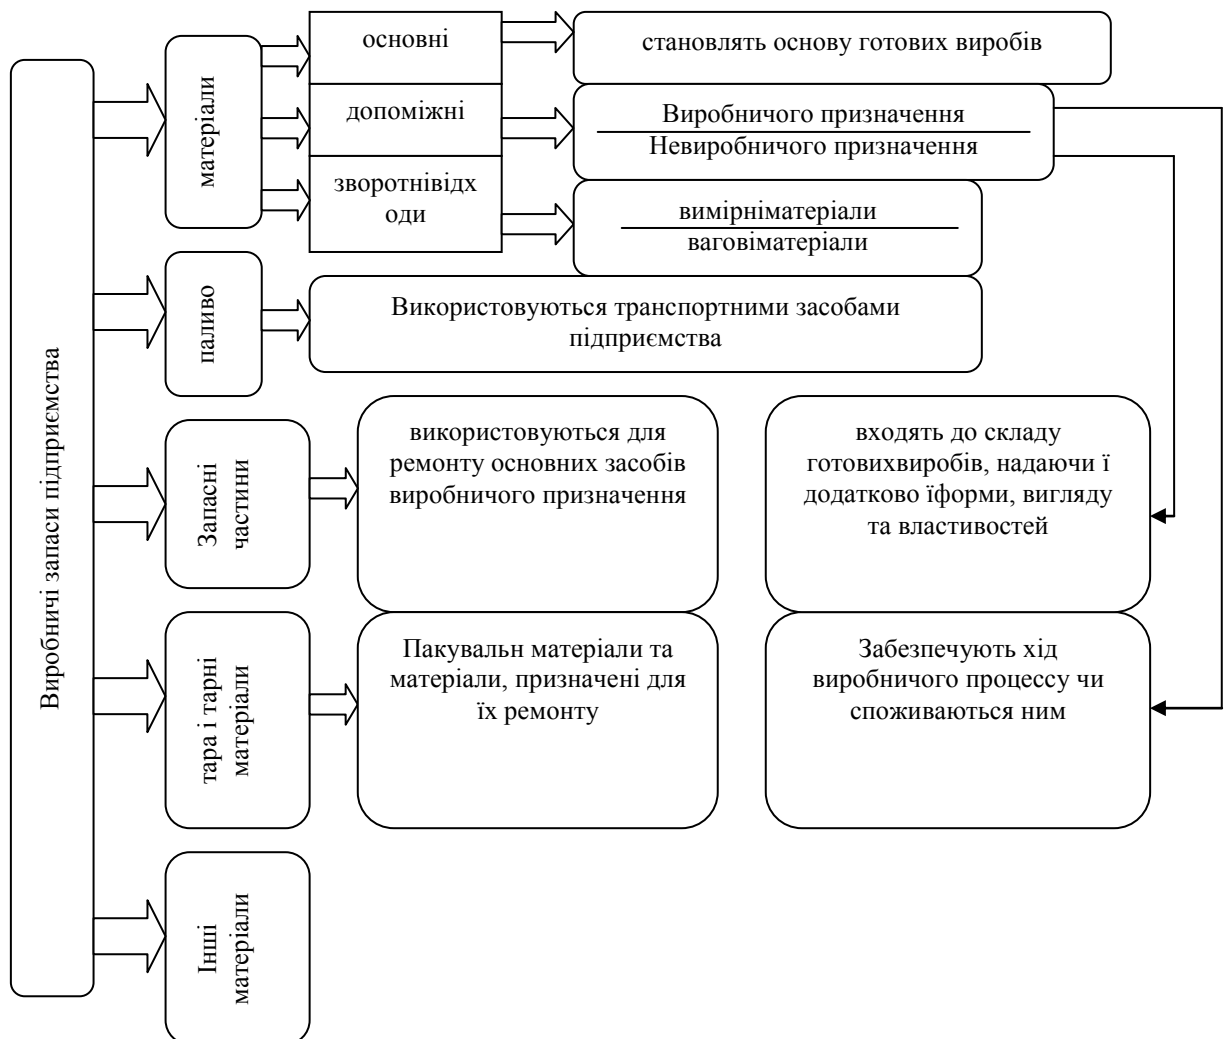 Виробничі запаси підприємства
матеріали
основні
становлять основу готових виробів
допоміжні
Виробничого призначення
Невиробничого призначення
зворотнівідх
оди
вимірніматеріали
ваговіматеріали
паливо
Використовуються транспортними засобами
підприємства
Запасні
частини
використовуються для
ремонту основних засобів
виробничого призначення
входять до складу
готовихвиробів, надаючи ї
додатково їформи, вигляду
та властивостей
тара і тарні
матеріали
Пакувальн матеріали та
матеріали, призначені для
їх ремонту
Забезпечують хід
виробничого процессу чи
споживаються ним
Інші
матеріали